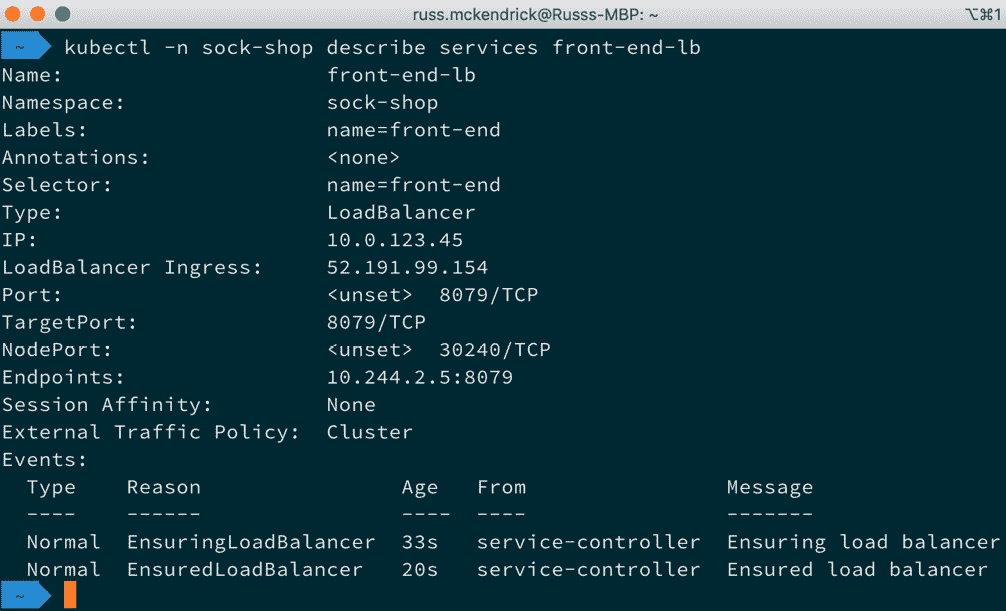 russ.mckendrick@Russs-MBP: ~ ⌥⌘1
~ kubectl -n sock-shop describe services front-end-lb
Name: front-end-lb
Namespace: sock-shop
Labels: name=front-end
Annotations: <none>
Selector: name=front-end
Type: LoadBalancer
IP: 10.0.123.45
LoadBalancer Ingress: 52.191.99.154
Port: <unset> 8079/TCP
TargetPort: 8079/TCP
NodePort: <unset> 30240/TCP
Endpoints: 10.244.2.5:8079
Session Affinity: None
External Traffic Policy: Cluster
Events:
Type Reason Age From Message
---- ------ ---- ---- -------
Normal EnsuringLoadBalancer 33s service-controller Ensuring load balancer
Normal EnsuredLoadBalancer 20s service-controller Ensured load balancer
~